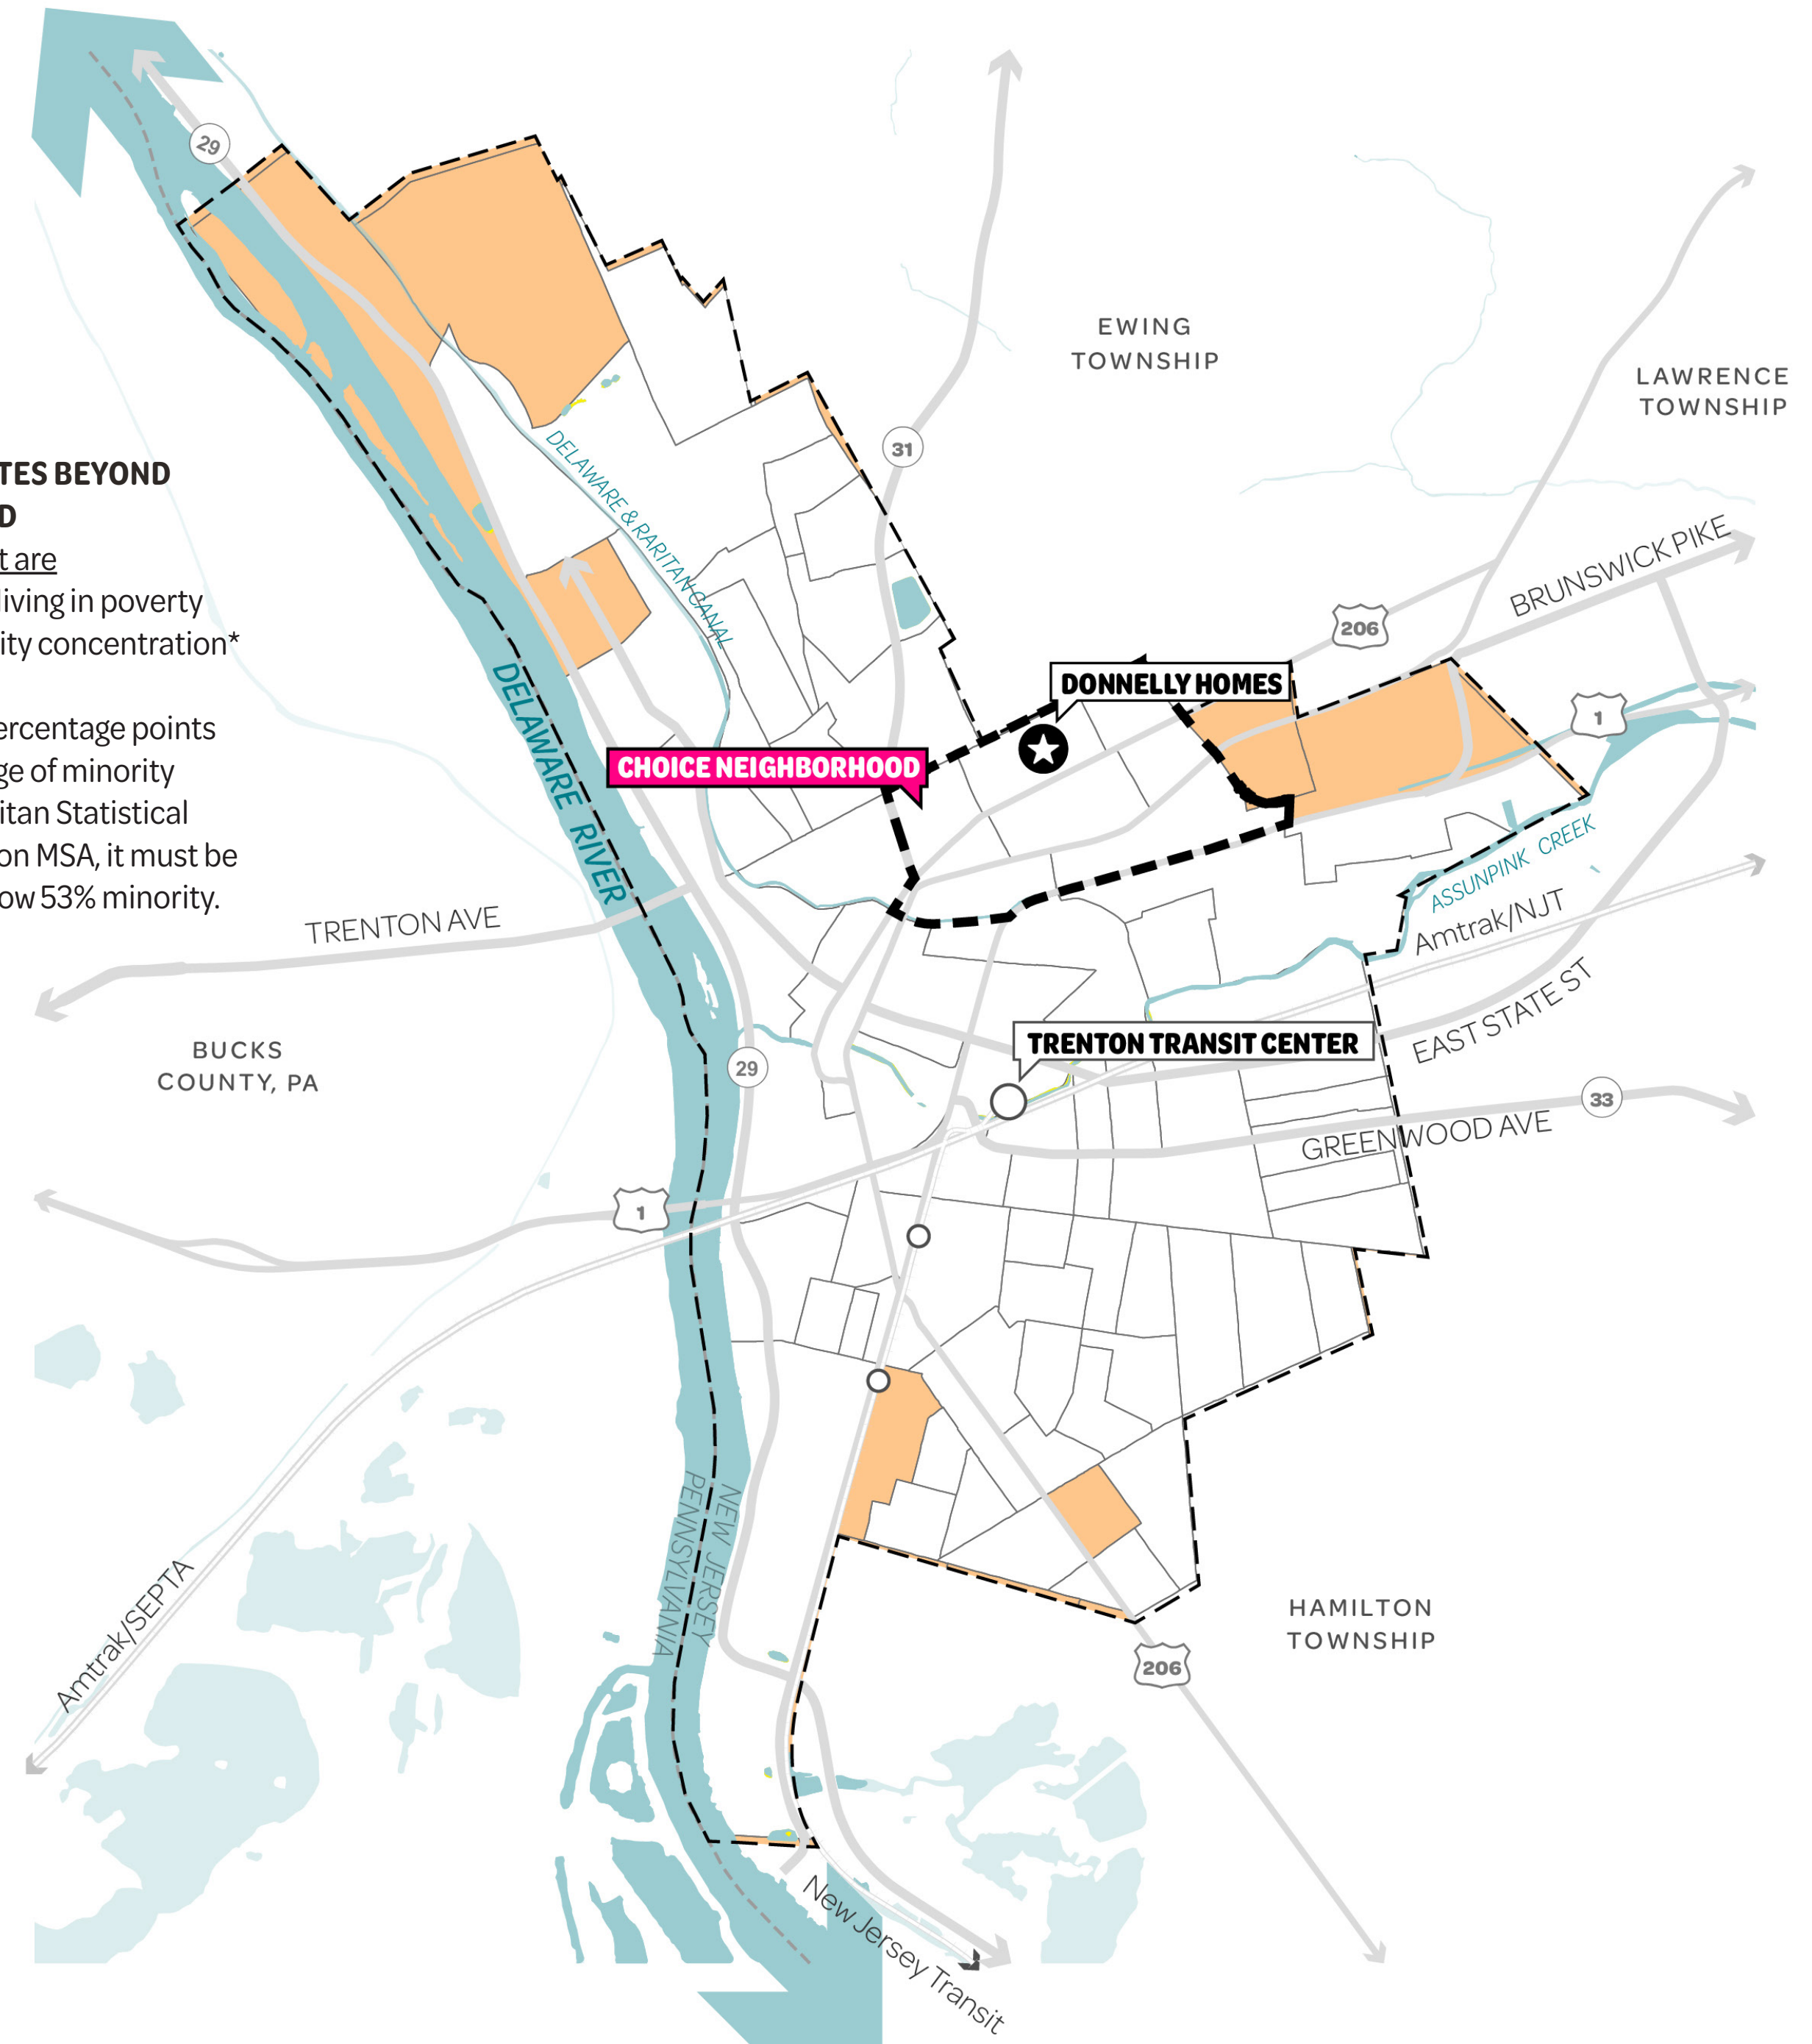 29
EWING
TOWNSHIP
LAWRENCE
TOWNSHIP
31
TES BEYOND
D
t are
living in poverty
ity concentration*
ercentage points
ge of minority
itan Statistical
on MSA, it must be
ow 53% minority.
DELAWARE & RARITAN CANAL
BRUNSWICK PIKE
206
DONNELLY HOMES
1
CHOICE NEIGHBORHOOD
DELAWARE RIVER
ASSUNPINK CREEK
TRENTON AVE
Amtrak/NJT
EAST STATE ST
BUCKS
COUNTY, PA
TRENTON TRANSIT CENTER
29
33
GREENWOOD AVE
1
NEW JERSEY
PENNSYLVANIA
Amtrak/SEPTA
HAMILTON
TOWNSHIP
206
New Jersey Transit